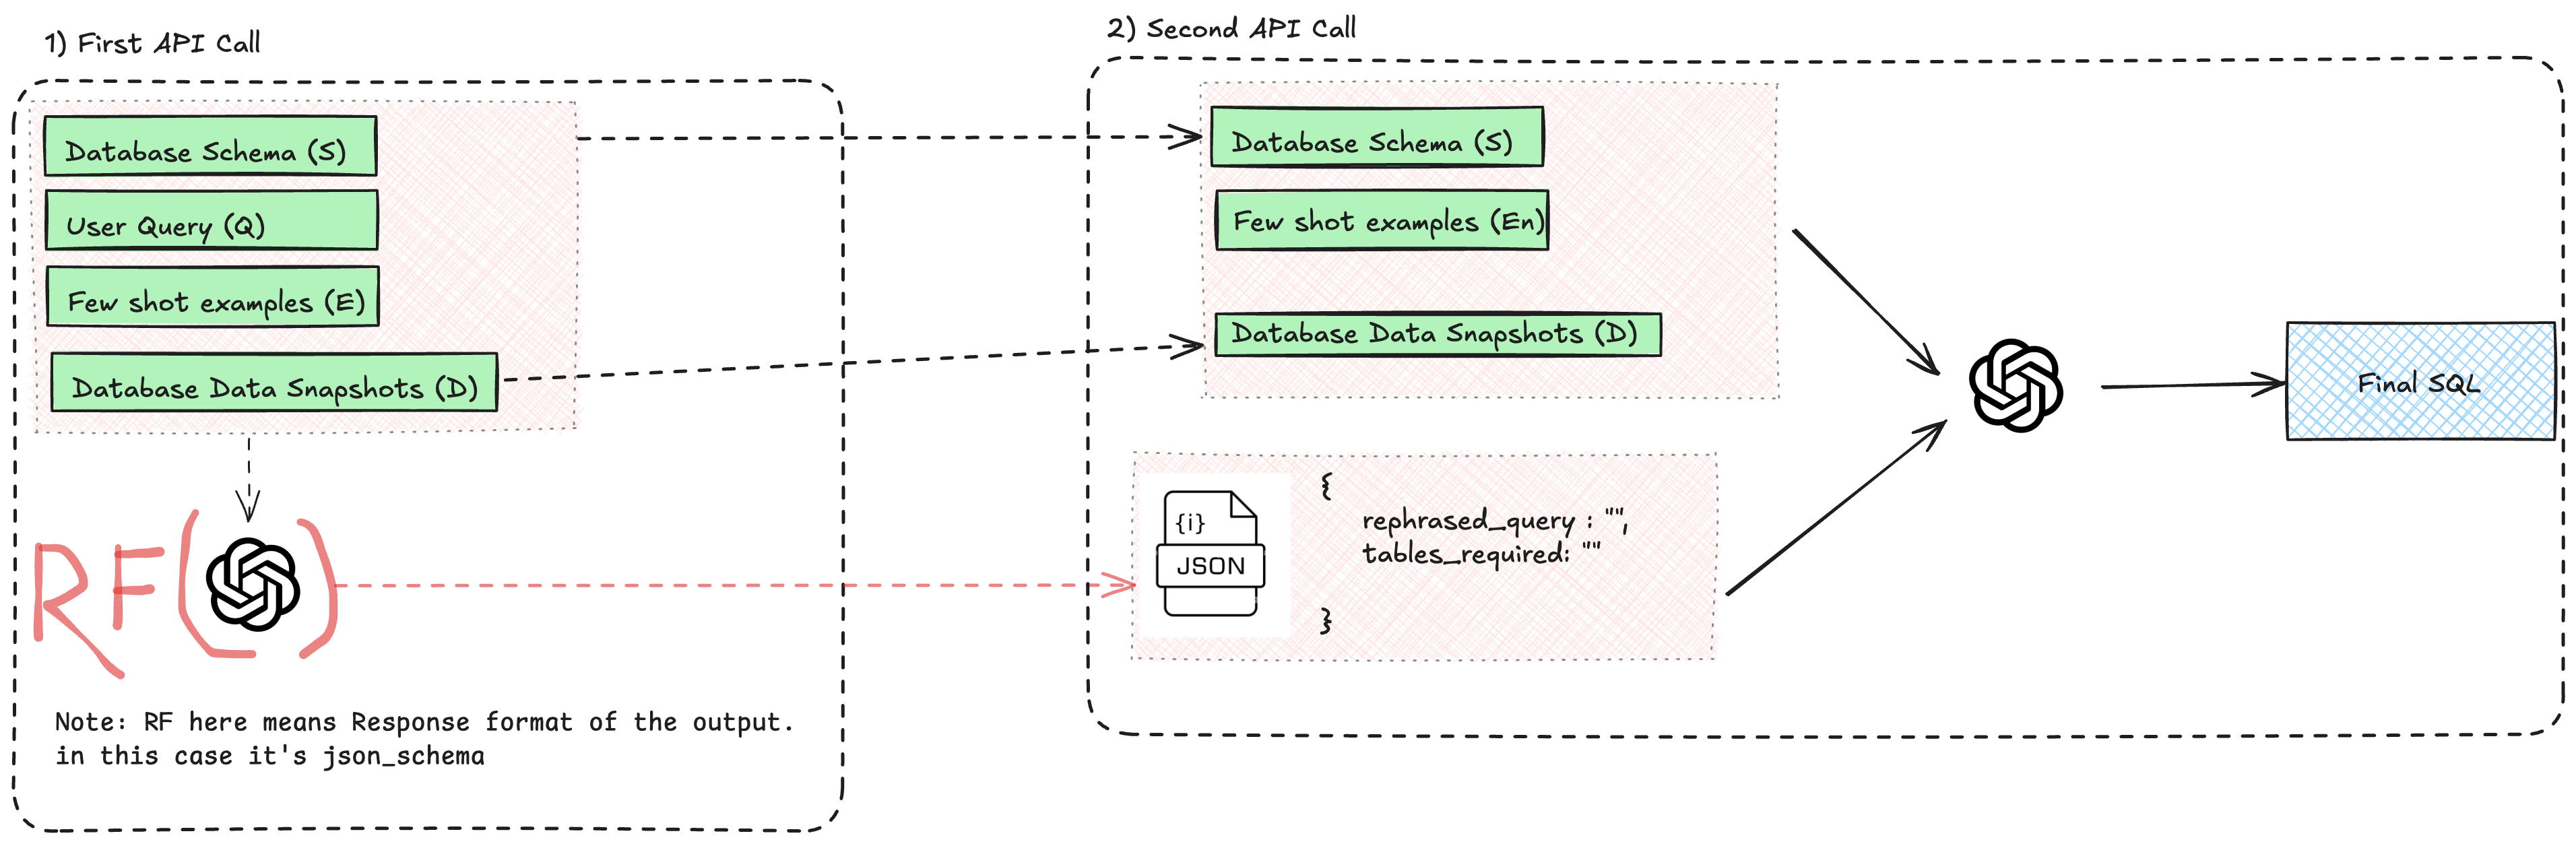 1) First API Call
Database Schema (S)
User Query (Q)
Few shot examples (E)
Database Data Snapshots (D)
RF( )
Note: RF here means Response format of the output.
in this case it's json_schema
2) Second API Call
Database Schema (S)
Few shot examples (En)
Database Data Snapshots (D)
{i}
JSON
{
rephrased_query : "",
tables_required: ""
}
Final SQL